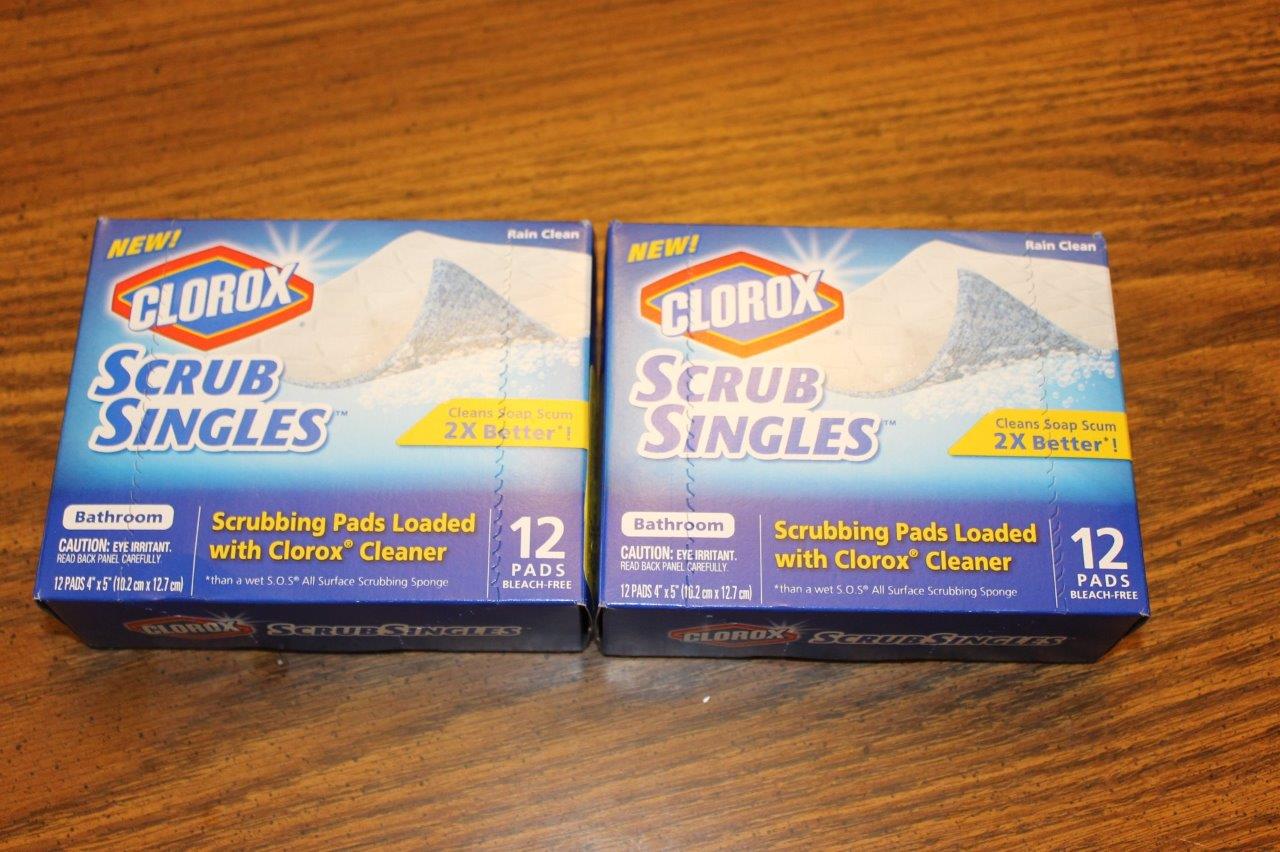 NEW!
Rain Clean
CLOROX
SCRUB
SINGLES™
Cleans Soap Scum
2X Better*!
Bathroom
CAUTION: EYE IRRITANT.
READ BACK PANEL CAREFULLY.
12 PADS 4" x 5" (10.2 cm x 12.7 cm)
Scrubbing Pads Loaded
with Clorox® Cleaner
*than a wet S.O.S® All Surface Scrubbing Sponge
12
PADS
BLEACH-FREE
CLOROX SCRUB SINGLES
NEW!
Rain Clean
CLOROX
SCRUB
SINGLES™
Cleans Soap Scum
2X Better*!
Bathroom
CAUTION: EYE IRRITANT.
READ BACK PANEL CAREFULLY.
12 PADS 4" x 5" (10.2 cm x 12.7 cm)
Scrubbing Pads Loaded
with Clorox® Cleaner
*than a wet S.O.S® All Surface Scrubbing Sponge
12
PADS
BLEACH-FREE
CLOROX SCRUB SINGLES